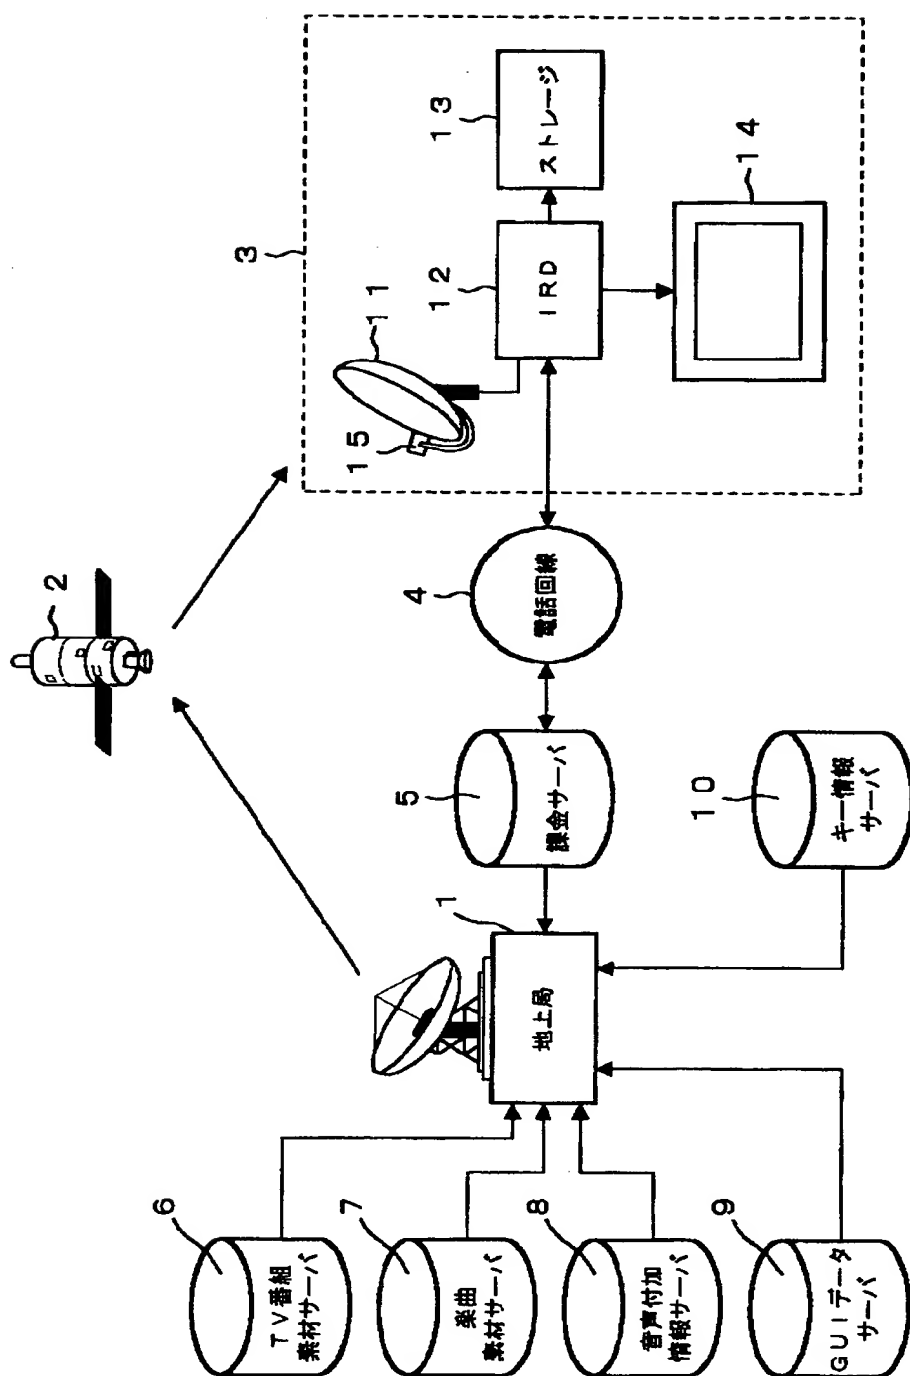 2
3
11
15
12
IRD
13
ストレージ
14
4
電話回線
5
課金サーバ
1
地上局
10
キー情報
サーバ
6
TV番組
素材サーバ
7
楽曲
素材サーバ
8
音声付加
情報サーバ
9
GUIデータ
サーバ